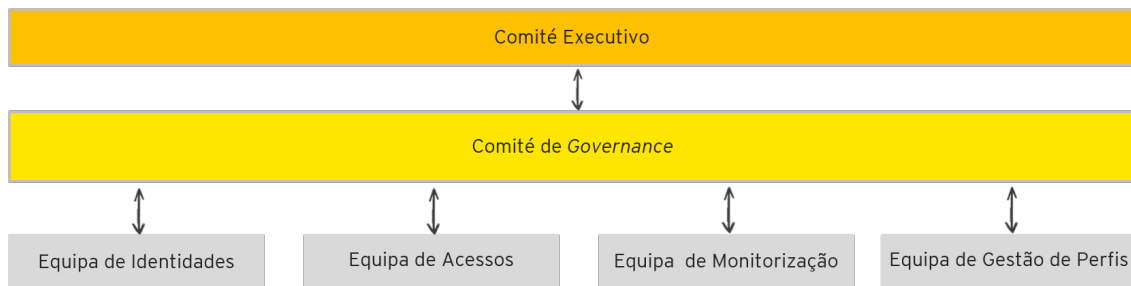 Comité Executivo
Comité de Governance
Equipa de Identidades
Equipa de Acessos
Equipa de Monitorização
Equipa de Gestão de Perfis